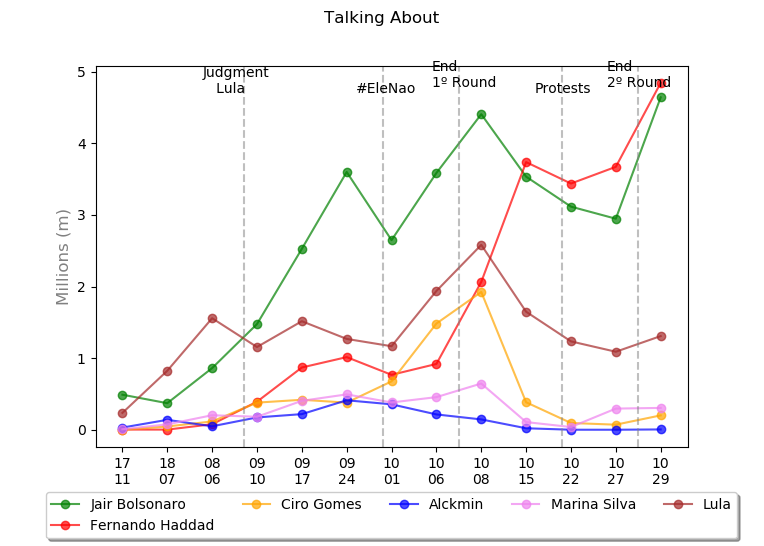 Talking About
Judgment
Lula
#EleNao
End
1º Round
Protests
End
2º Round
Millions (m)
5
4
3
2
1
0
17 18 08 09 09 09 10 10 10 10 10 10 10
11 07 06 10 17 24 01 06 08 15 22 27 29
Jair Bolsonaro Ciro Gomes Alckmin Marina Silva Lula
Fernando Haddad